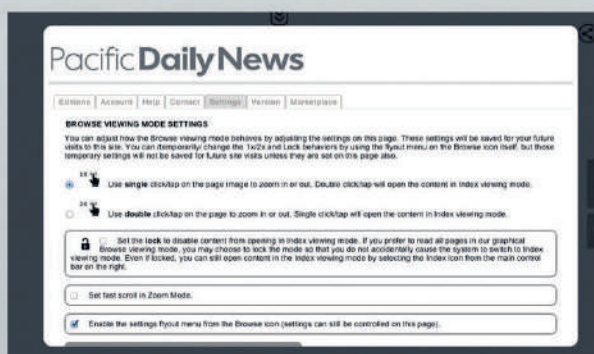 Pacific Daily News
Editions Account Help Contact Settings Version Marketplace
BROWSE VIEWING MODE SETTINGS
You can adjust how the Browse viewing mode behaves by adjusting the settings on this page. These settings will be saved for your future
visits to this site. You can (temporarily change the 1x/2x and Lock behaviors by using the flyout menu on the Browse icon itself, but those
temporary settings will not be saved for future site visits unless they are set on this page also.
Use single click/tap on the page image to zoom in or out. Double click/tap will open the content in Index viewing mode.
Use double click/tap on the page to zoom in or out. Single click/tap will open the content in Index viewing mode.
Set the lock to disable content from opening in Index viewing mode. If you prefer to read all pages in our graphical
Browse viewing mode, you may choose to lock the mode so that you do not accidentally cause the system to switch to Index
viewing mode. Even if locked, you can still open content in the Index viewing mode by selecting the Index icon from the main control
bar on the right.
Set fast scroll in Zoom Mode.
Enable the settings flyout menu from the Browse icon (settings can still be controlled on this page).